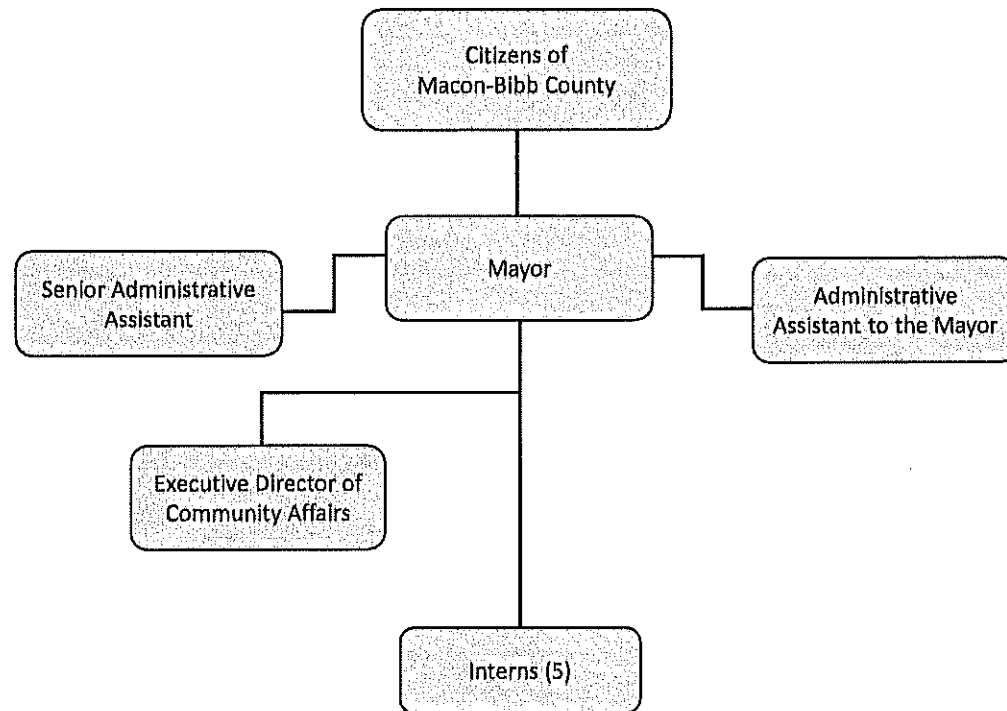 Citizens of
Macon-Bibb County
Mayor
Senior Administrative
Assistant
Administrative
Assistant to the Mayor
Executive Director of
Community Affairs
Interns (5)